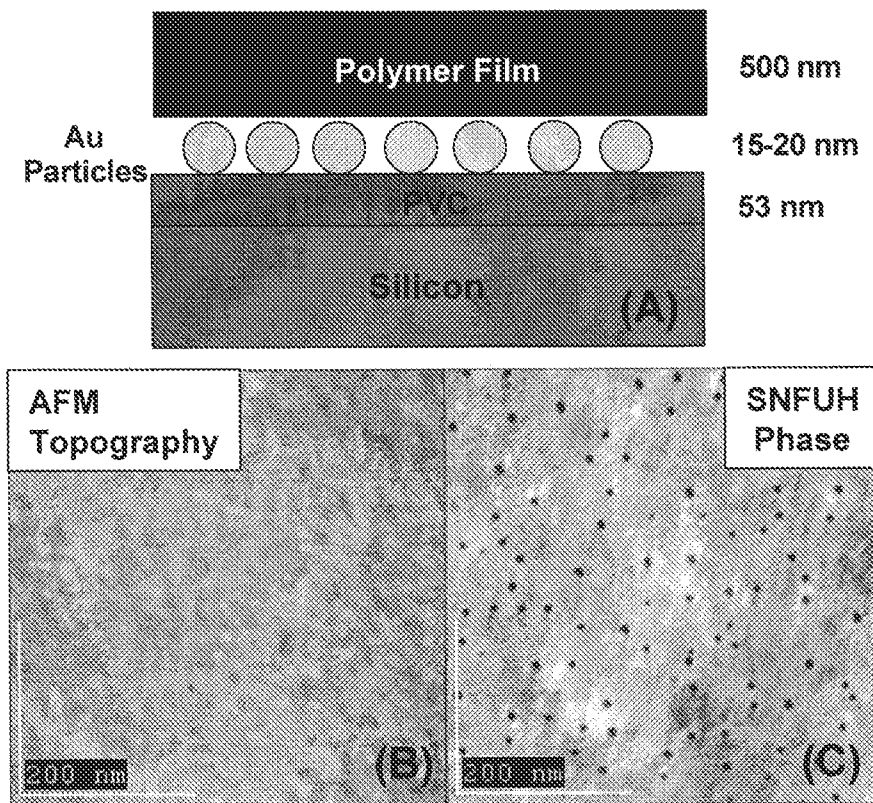 Polymer Film
500 nm
Au
Particles
15-20 nm
PVC
53 nm
Silicon
(A)
AFM
Topography
SNFUH
Phase
200 nm
(B)
200 nm
(C)